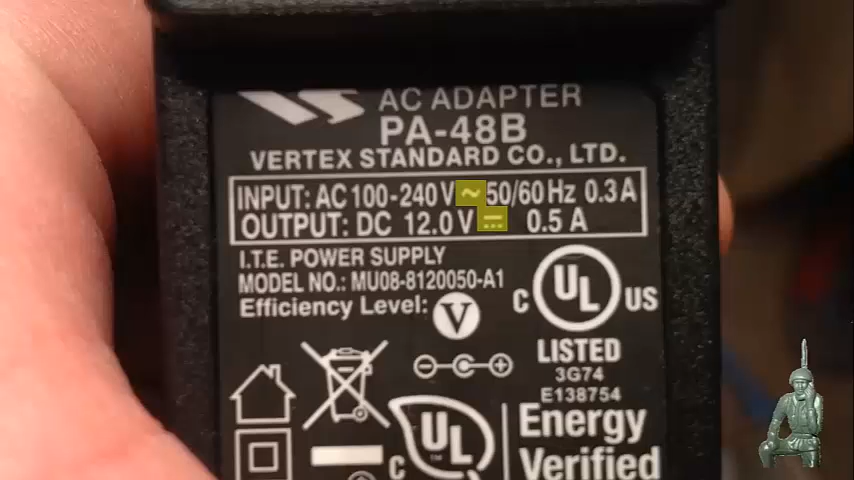 VS AC ADAPTER
PA-48B
VERTEX STANDARD CO., LTD.
INPUT: AC 100-240 V ~ 50/60 Hz 0.3 A
OUTPUT: DC 12.0 V ⎓ 0.5 A
I.T.E. POWER SUPPLY
MODEL NO.: MU08-8120050-A1
Efficiency Level: V
C UL US
LISTED
3G74
E138754
C UL
Energy
Verified